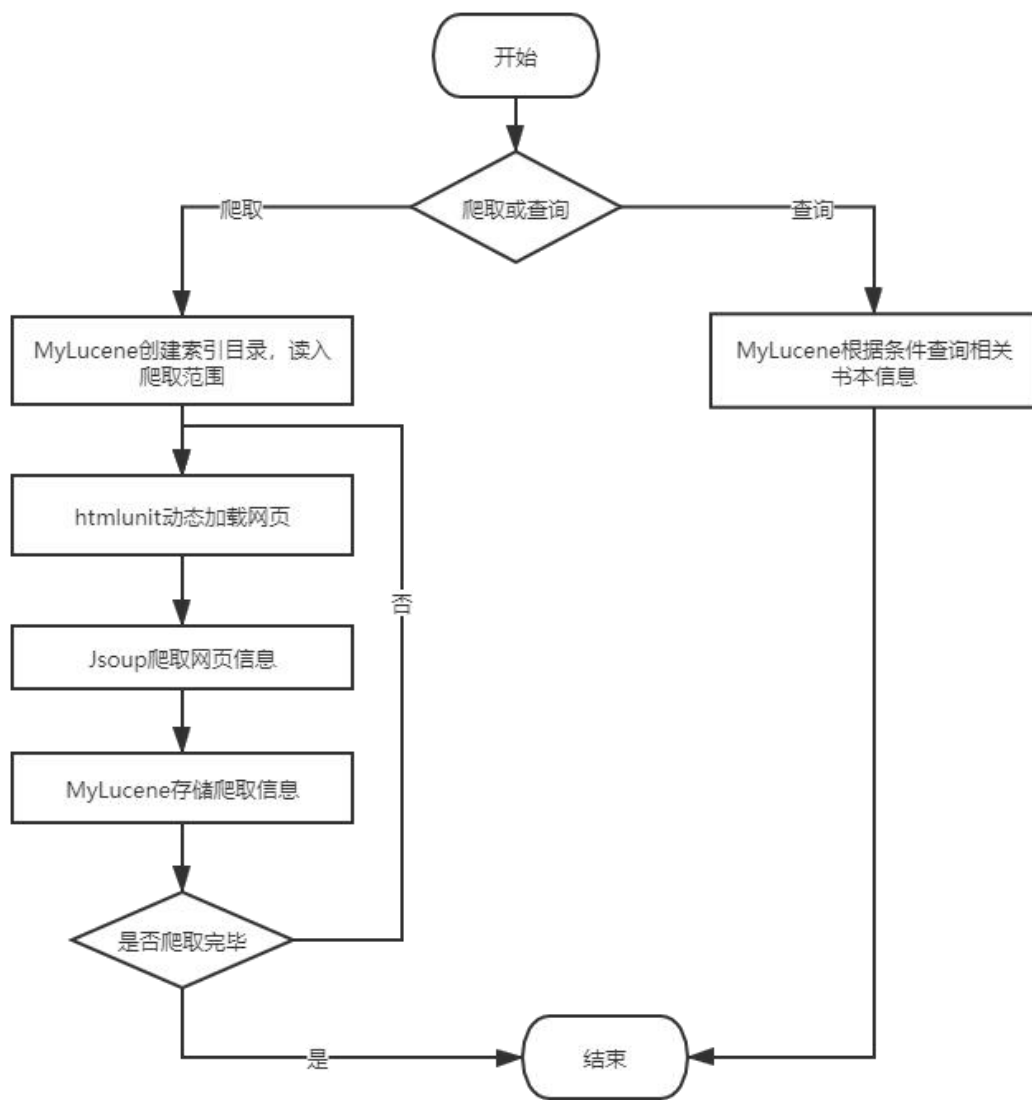 开始
爬取或查询
爬取
查询
MyLucene创建索引目录，读入
爬取范围
MyLucene根据条件查询相关
书本信息
htmlunit动态加载网页
否
Jsoup爬取网页信息
MyLucene存储爬取信息
是否爬取完毕
是
结束